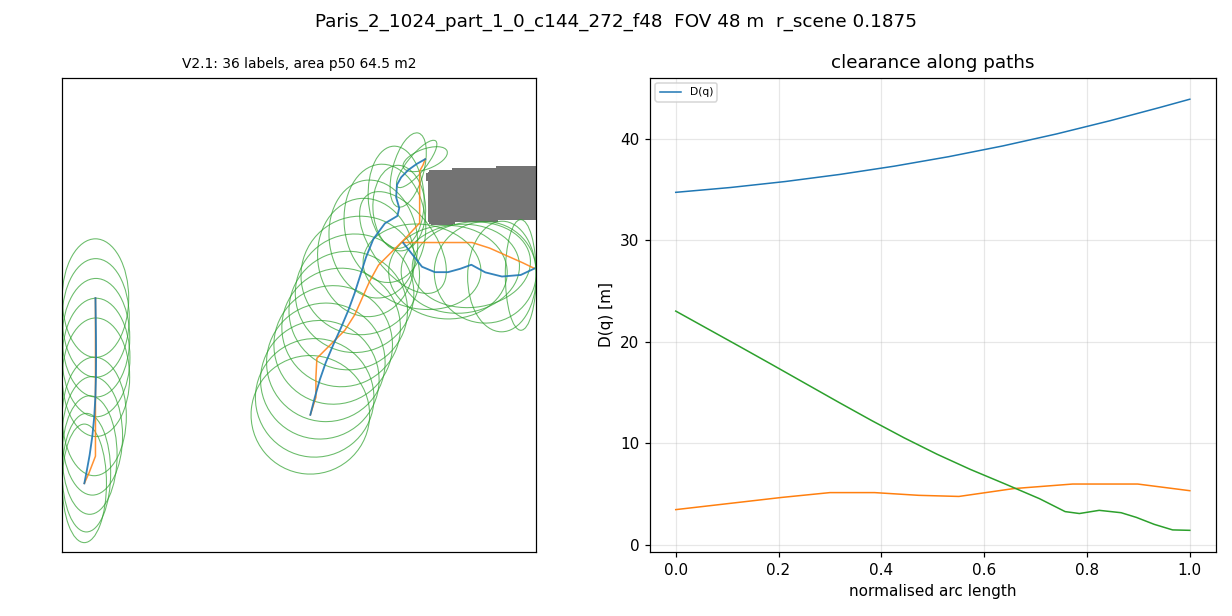 Paris_2_1024_part_1_0_c144_272_f48 FOV 48 m r_scene 0.1875
V2.1: 36 labels, area p50 64.5 m2
clearance along paths
D(q)
40
30
20
10
0
D(q) [m]
0.0 0.2 0.4 0.6 0.8 1.0
normalised arc length